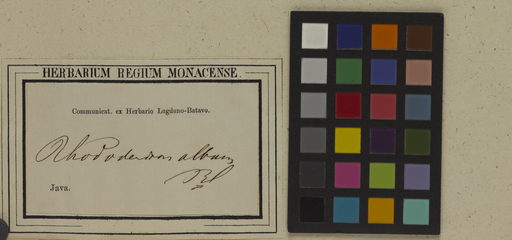 HERBARIUM REGIUM MONACENSE.
Communicat. ex Herbario Lugduno-Batavo.
Rhododendron album
Bl
Java.